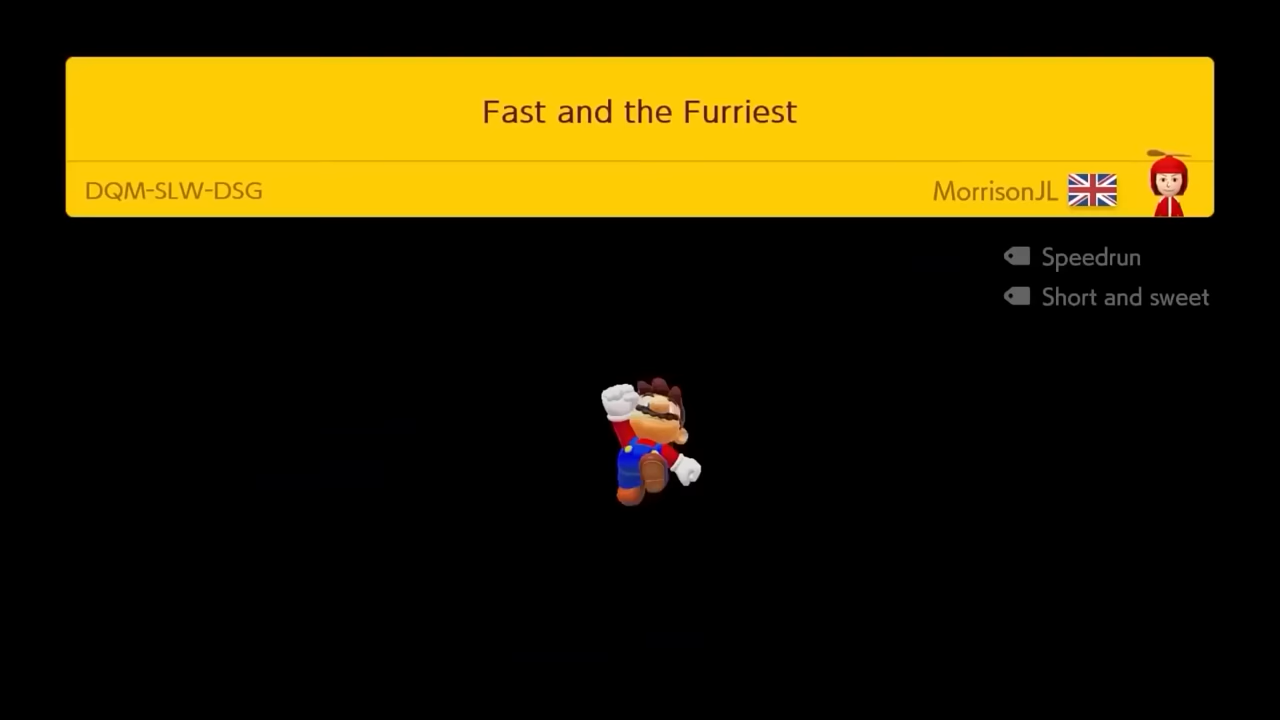 Fast and the Furriest
DQM-SLW-DSG
MorrisonJL
Speedrun
Short and sweet